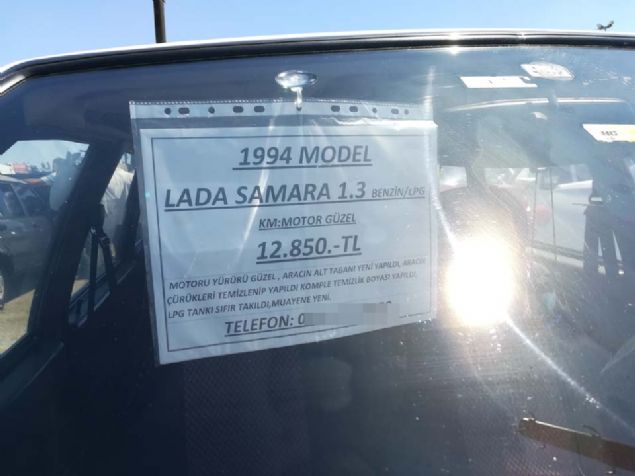 1994 MODEL
LADA SAMARA 1.3 BENZİN/LPG
KM:MOTOR GÜZEL
12.850.-TL
MOTORU YÜRÜRÜ GÜZEL , ARACIN ALT TABANI YENİ YAPILDI, ARACIN
ÇÜRÜKLERİ TEMİZLENİP YAPILDI KOMPLE TEMİZLİK BOYASI YAPILDI,
LPG TANKI SIFIR TAKILDI,MUAYENE YENİ.
TELEFON: 0